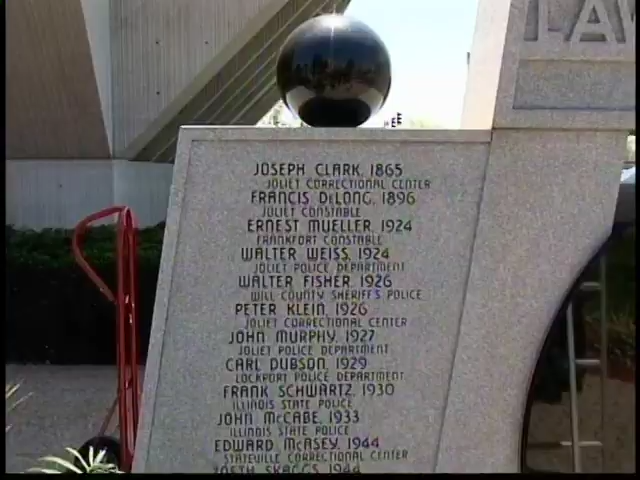 LAW
JOSEPH CLARK, 1865
JOLIET CORRECTIONAL CENTER
FRANCIS DeLONG, 1896
JOLIET CONSTABLE
ERNEST MUELLER, 1924
FRANKFORT CONSTABLE
WALTER WEISS, 1924
JOLIET POLICE DEPARTMENT
WALTER FISHER, 1926
WILL COUNTY SHERIFF'S POLICE
PETER KLEIN, 1926
JOLIET CORRECTIONAL CENTER
JOHN MURPHY, 1927
JOLIET POLICE DEPARTMENT
CARL DUBSON, 1929
LOCKPORT POLICE DEPARTMENT
FRANK SCHWARTZ, 1930
ILLINOIS STATE POLICE
JOHN McCABE, 1933
ILLINOIS STATE POLICE
EDWARD McASEY, 1944
STATEVILLE CORRECTIONAL CENTER
SKAGGS 1944